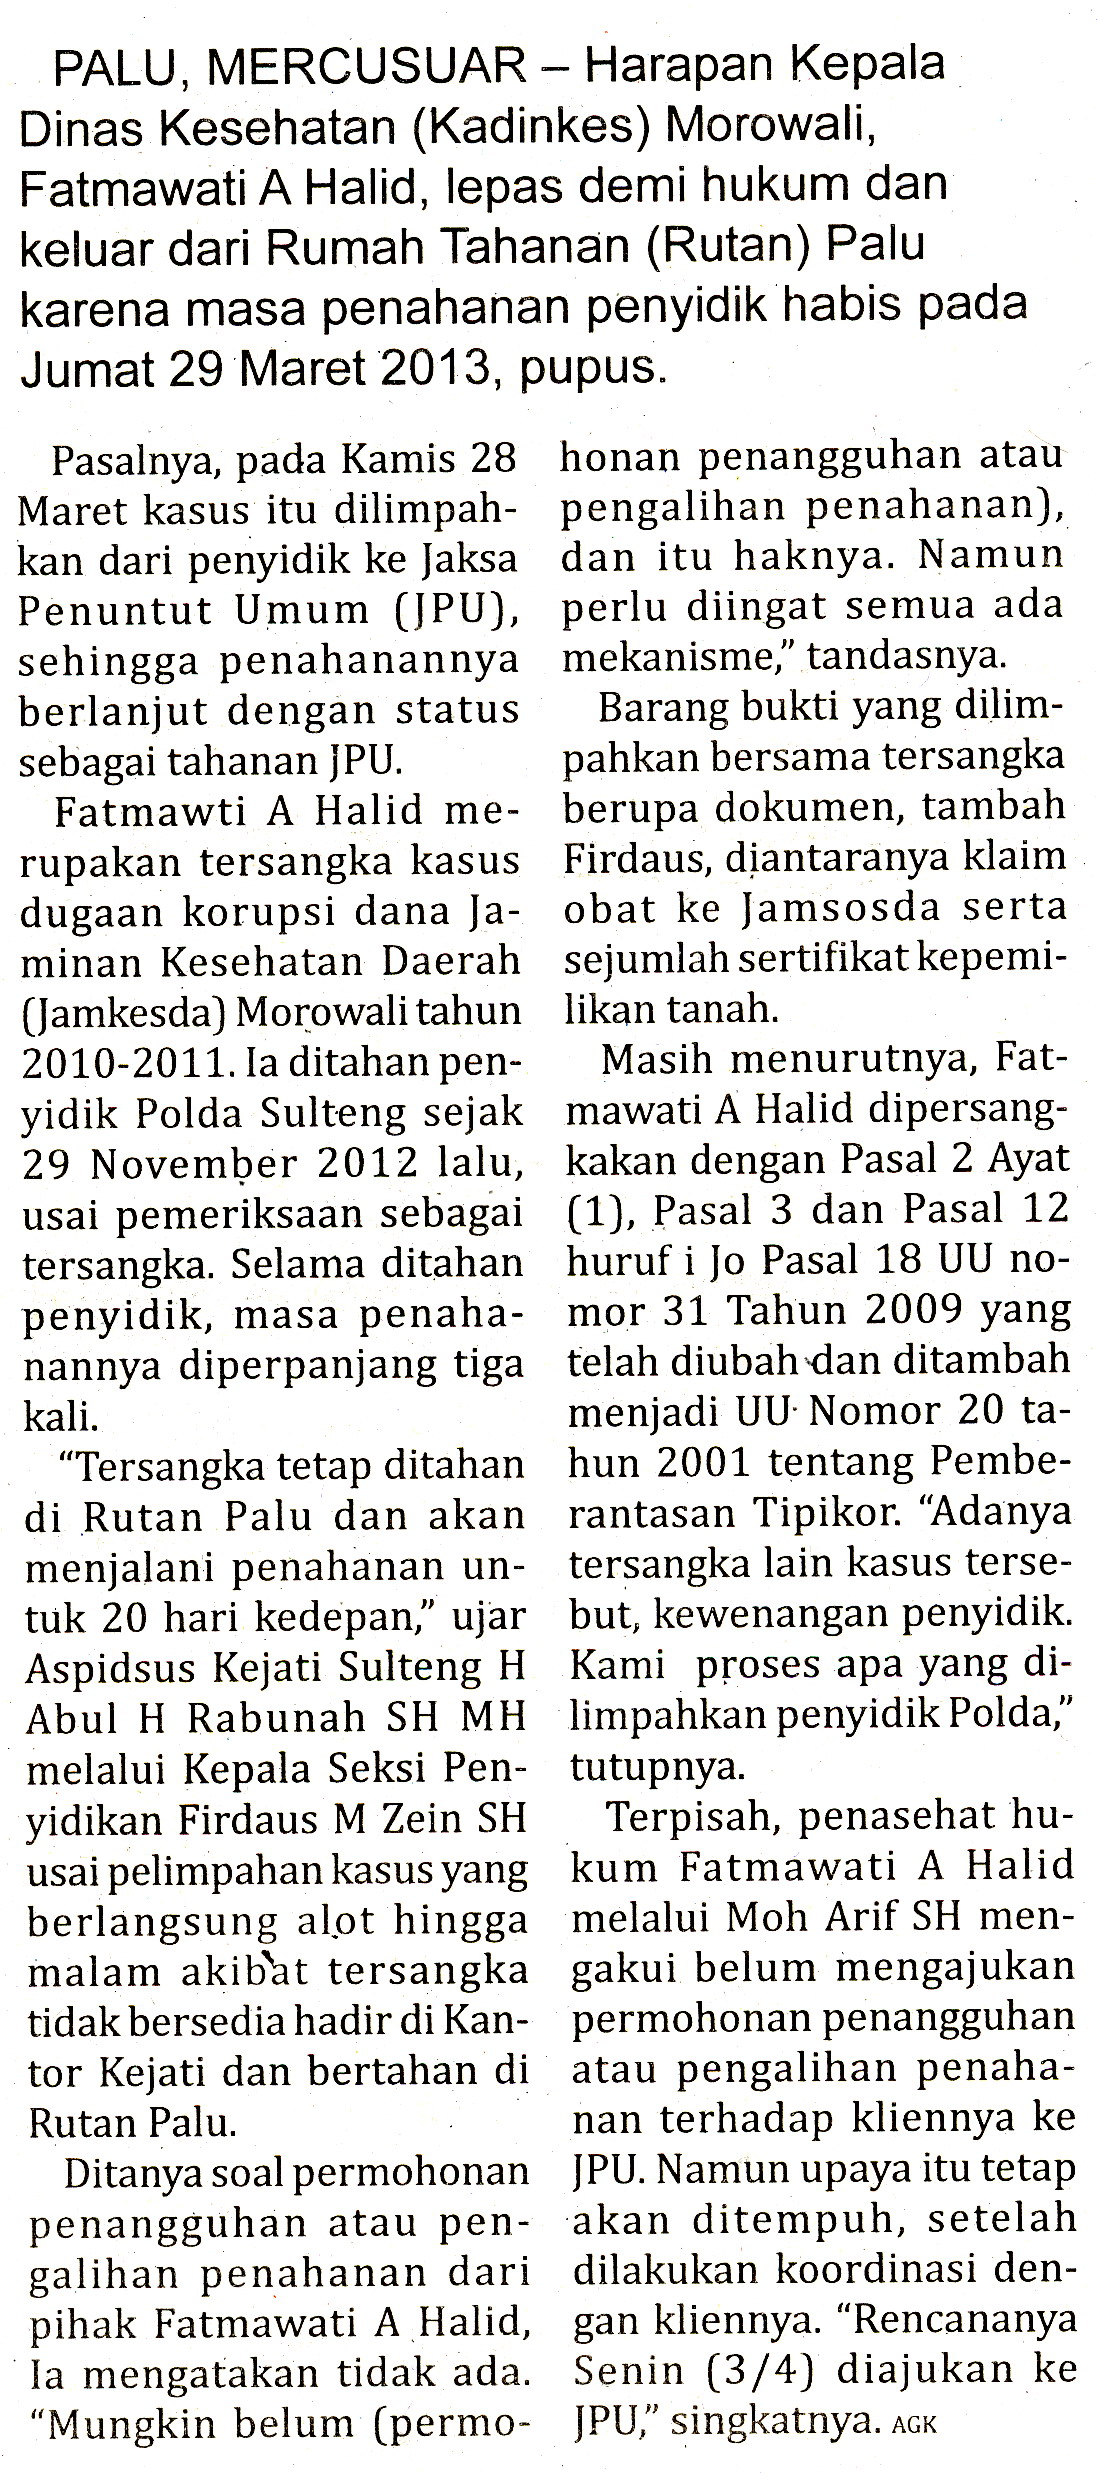 PALU, MERCUSUAR – Harapan Kepala
Dinas Kesehatan (Kadinkes) Morowali,
Fatmawati A Halid, lepas demi hukum dan
keluar dari Rumah Tahanan (Rutan) Palu
karena masa penahanan penyidik habis pada
Jumat 29 Maret 2013, pupus.
Pasalnya, pada Kamis 28
Maret kasus itu dilimpah-
kan dari penyidik ke Jaksa
Penuntut Umum (JPU),
sehingga penahanannya
berlanjut dengan status
sebagai tahanan JPU.
Fatmawti A Halid me-
rupakan tersangka kasus
dugaan korupsi dana Ja-
minan Kesehatan Daerah
(Jamkesda) Morowali tahun
2010-2011. Ia ditahan pen-
yidik Polda Sulteng sejak
29 November 2012 lalu,
usai pemeriksaan sebagai
tersangka. Selama ditahan
penyidik, masa penaha-
nannya diperpanjang tiga
kali.
“Tersangka tetap ditahan
di Rutan Palu dan akan
menjalani penahanan un-
tuk 20 hari kedepan,” ujar
Aspidsus Kejati Sulteng H
Abul H Rabunah SH MH
melalui Kepala Seksi Pen-
yidikan Firdaus M Zein SH
usai pelimpahan kasus yang
berlangsung alot hingga
malam akibat tersangka
tidak bersedia hadir di Kan-
tor Kejati dan bertahan di
Rutan Palu.
Ditanya soal permohonan
penangguhan atau pen-
galihan penahanan dari
pihak Fatmawati A Halid,
Ia mengatakan tidak ada.
“Mungkin belum (permo-
honan penangguhan atau
pengalihan penahanan),
dan itu haknya. Namun
perlu diingat semua ada
mekanisme,” tandasnya.
Barang bukti yang dilim-
pahkan bersama tersangka
berupa dokumen, tambah
Firdaus, diantaranya klaim
obat ke Jamsosda serta
sejumlah sertifikat kepemi-
likan tanah.
Masih menurutnya, Fat-
mawati A Halid dipersang-
kakan dengan Pasal 2 Ayat
(1), Pasal 3 dan Pasal 12
huruf i Jo Pasal 18 UU no-
mor 31 Tahun 2009 yang
telah diubah dan ditambah
menjadi UU Nomor 20 ta-
hun 2001 tentang Pembe-
rantasan Tipikor. “Adanya
tersangka lain kasus terse-
but, kewenangan penyidik.
Kami proses apa yang di-
limpahkan penyidik Polda,”
tutupnya.
Terpisah, penasehat hu-
kum Fatmawati A Halid
melalui Moh Arif SH men-
gakui belum mengajukan
permohonan penangguhan
atau pengalihan penaha-
nan terhadap kliennya ke
JPU. Namun upaya itu tetap
akan ditempuh, setelah
dilakukan koordinasi den-
gan kliennya. “Rencananya
Senin (3/4) diajukan ke
JPU,” singkatnya. AGK